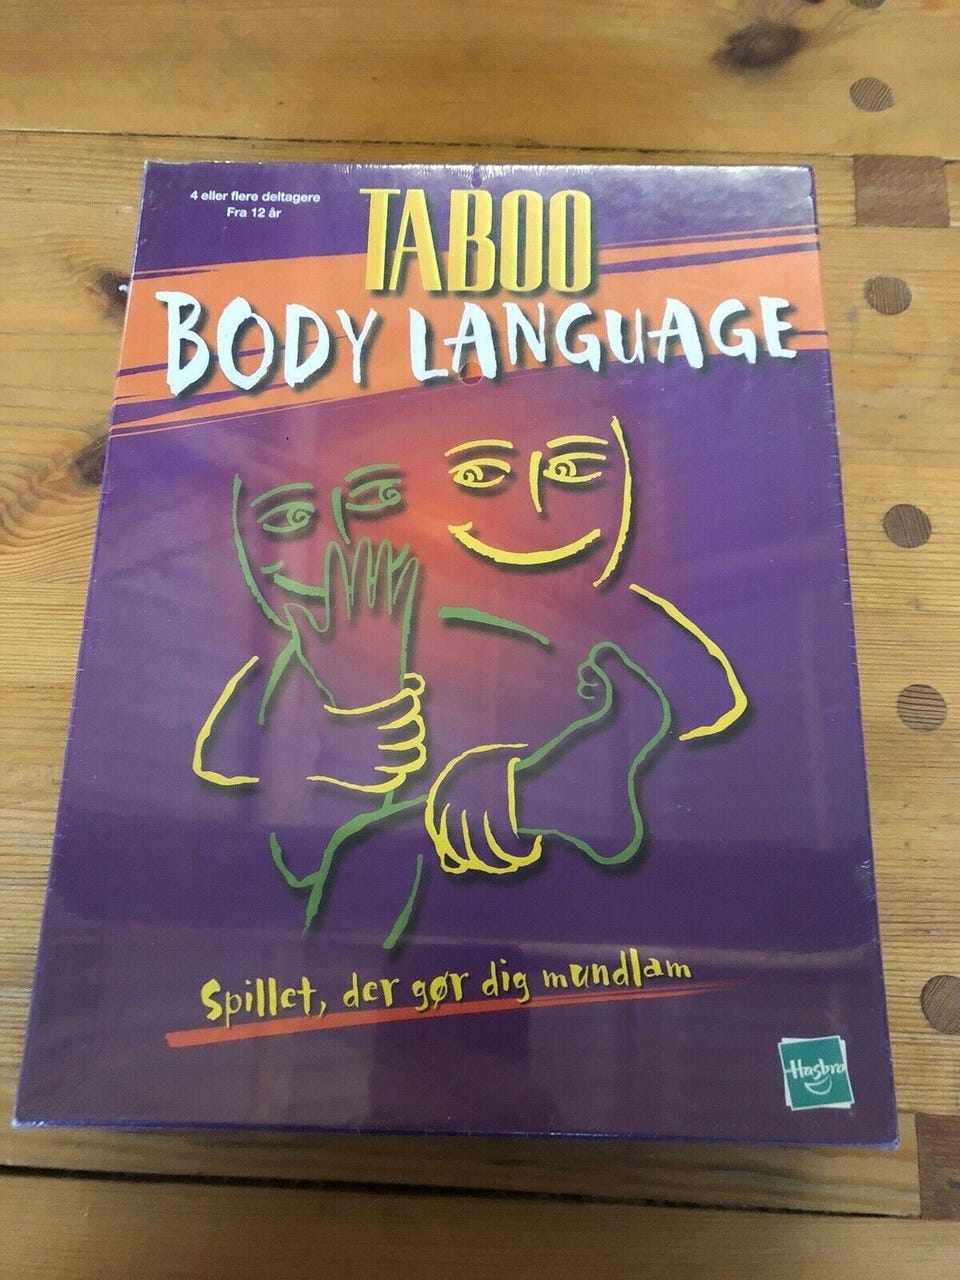 4 eller flere deltagere
Fra 12 år
TABOO
BODY LANGUAGE
Spillet, der gør dig mundlam
Hasbro